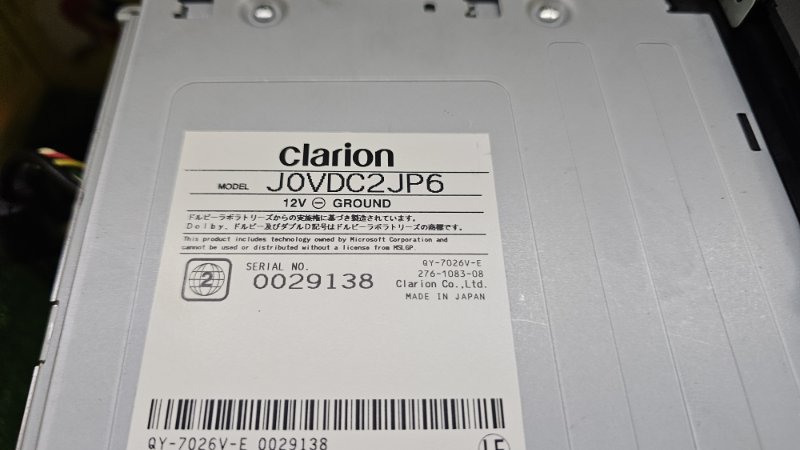 clarion
MODEL J0VDC2JP6
12V ⊖ GROUND
ドルビーラボラトリーズからの実施権に基づき製造されています。
Dolby、ドルビー及びダブルD記号はドルビーラボラトリーズの商標です。
This product includes technology owned by Microsoft Corporation and
cannot be used or distributed without a license from MSLGP.
2
SERIAL NO.
0029138
QY-7026V-E
276-1083-08
Clarion Co.,Ltd.
MADE IN JAPAN
QY-7026V-E 0029138